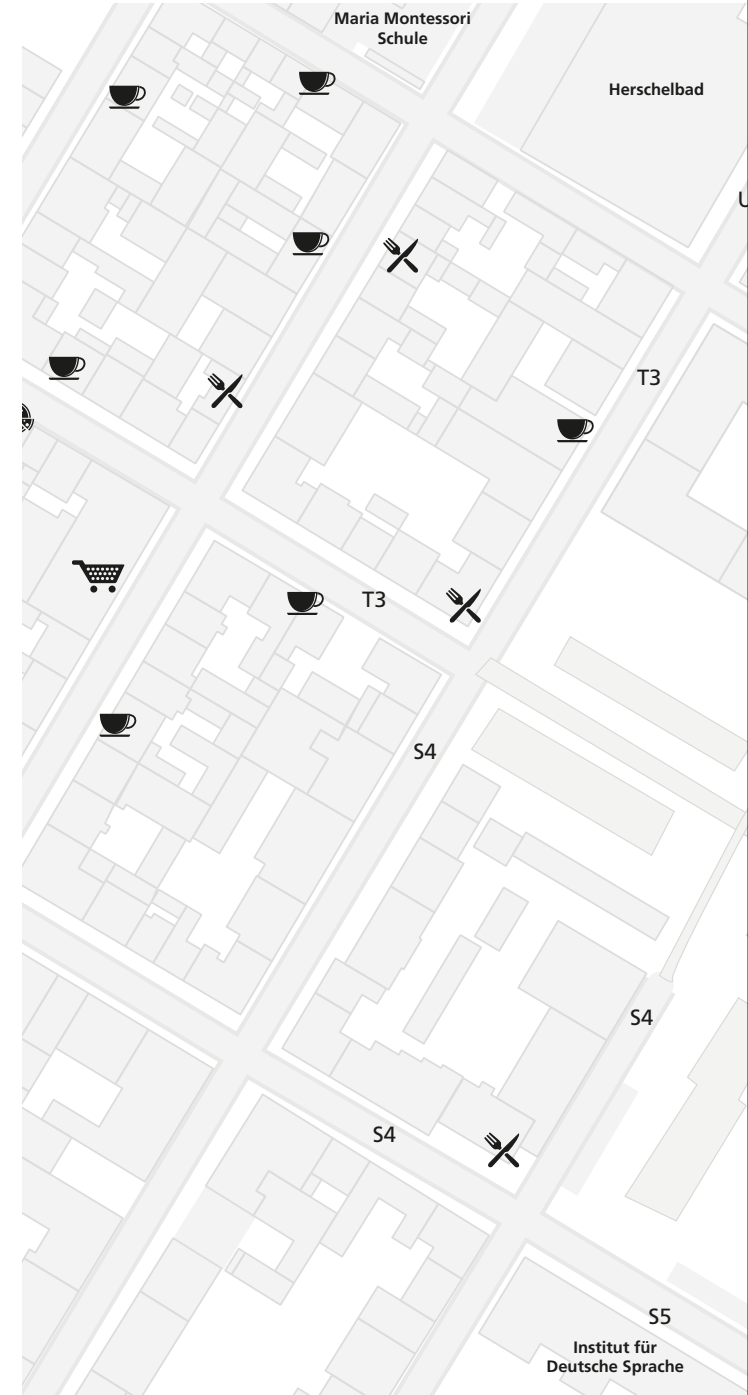 Maria Montessori
Schule
Herschelbad
T3
T3
S4
S4
S4
S5
Institut für
Deutsche Sprache